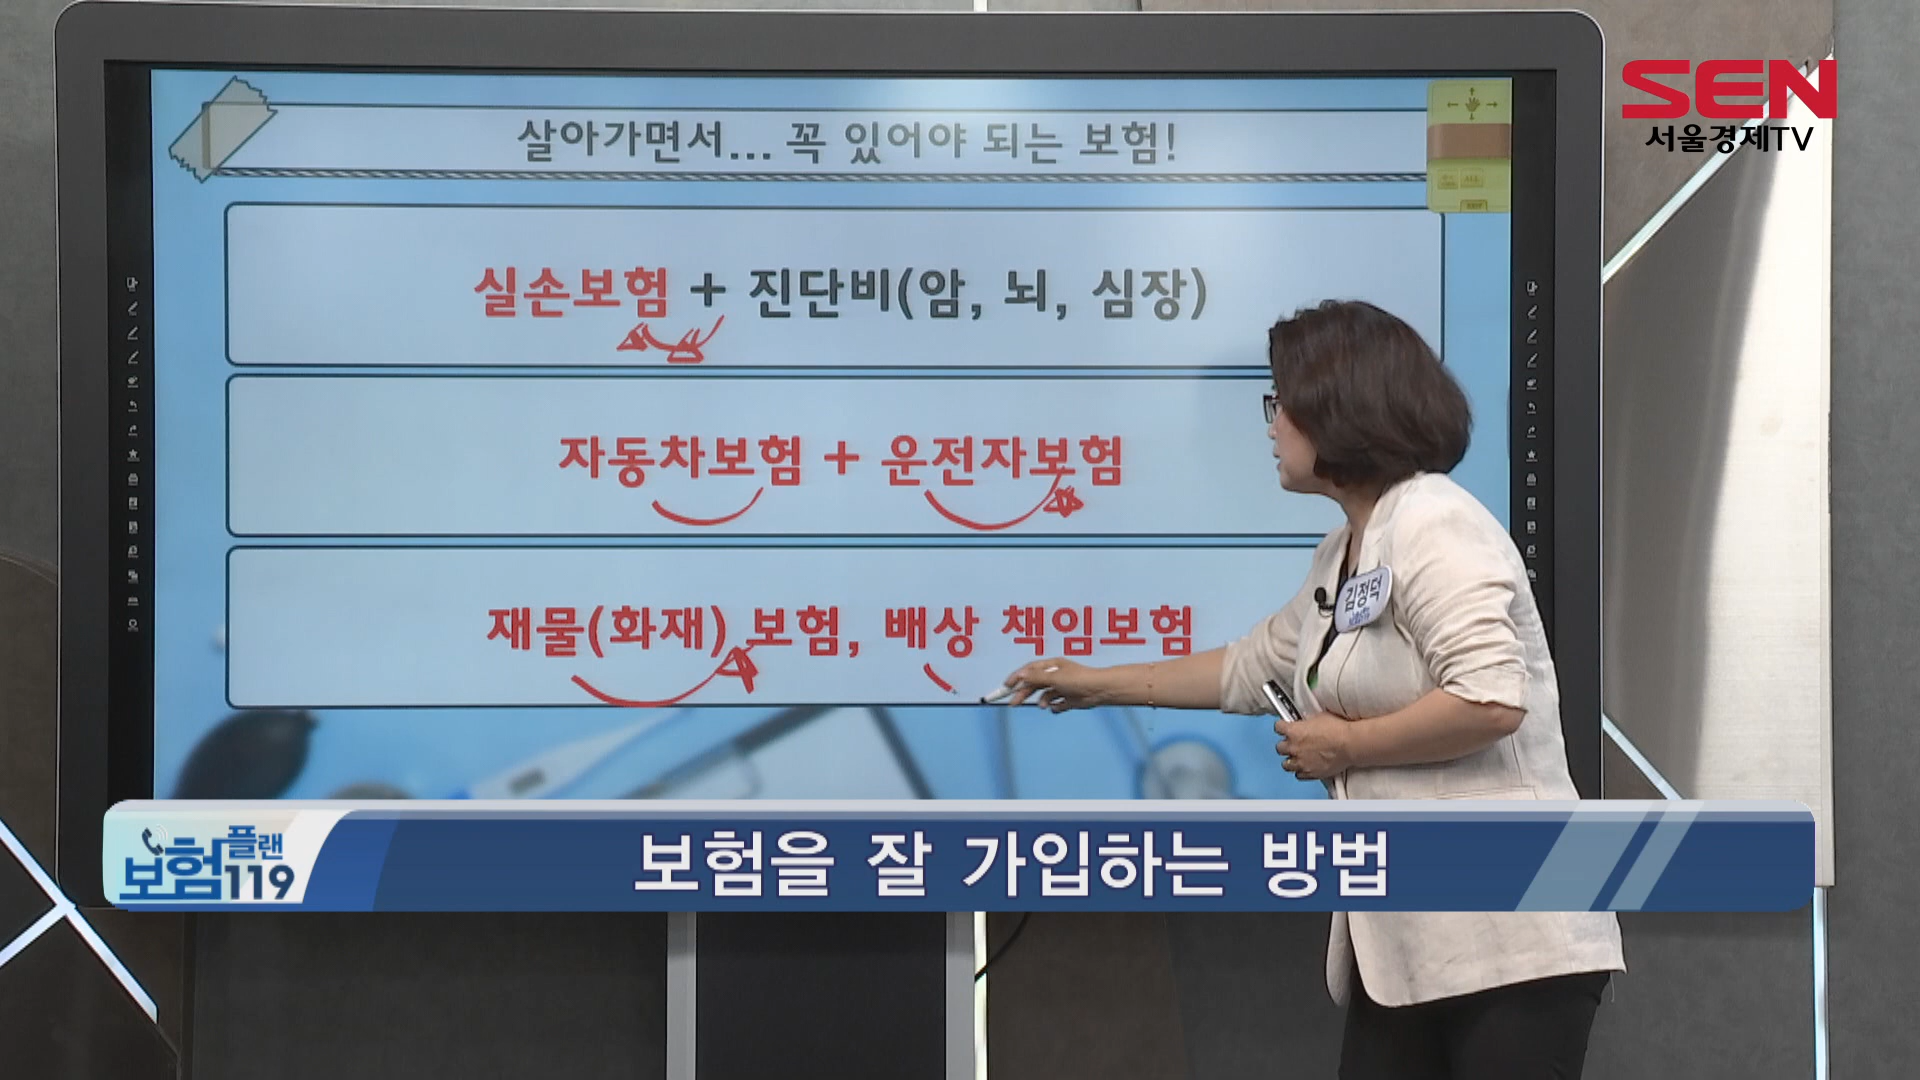 SEN
서울경제TV
살아가면서... 꼭 있어야 되는 보험!
실손보험 + 진단비(암, 뇌, 심장)
자동차보험 + 운전자보험
재물(화재) 보험, 배상 책임보험
김정덕
보험플랜119
보험을 잘 가입하는 방법